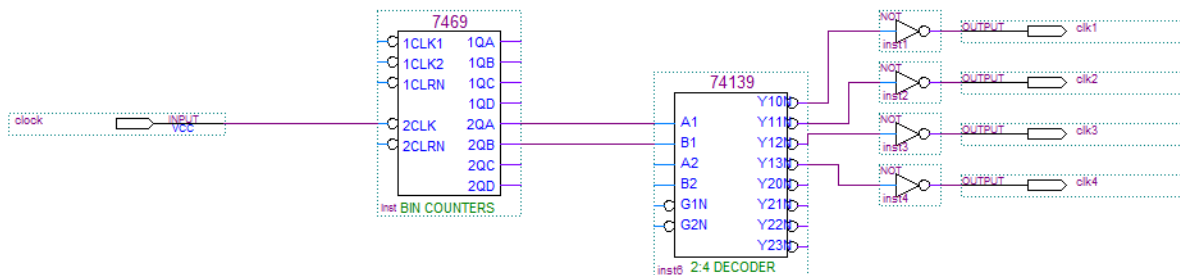 clock
INPUT
VCC
7469
1CLK1
1CLK2
1CLRN
2CLK
2CLRN
1QA
1QB
1QC
1QD
2QA
2QB
2QC
2QD
inst
BIN COUNTERS
74139
A1
B1
A2
B2
G1N
G2N
Y10N
Y11N
Y12N
Y13N
Y20N
Y21N
Y22N
Y23N
inst6
2:4 DECODER
NOT
inst1
OUTPUT
clk1
NOT
inst2
OUTPUT
clk2
NOT
inst3
OUTPUT
clk3
NOT
inst4
OUTPUT
clk4